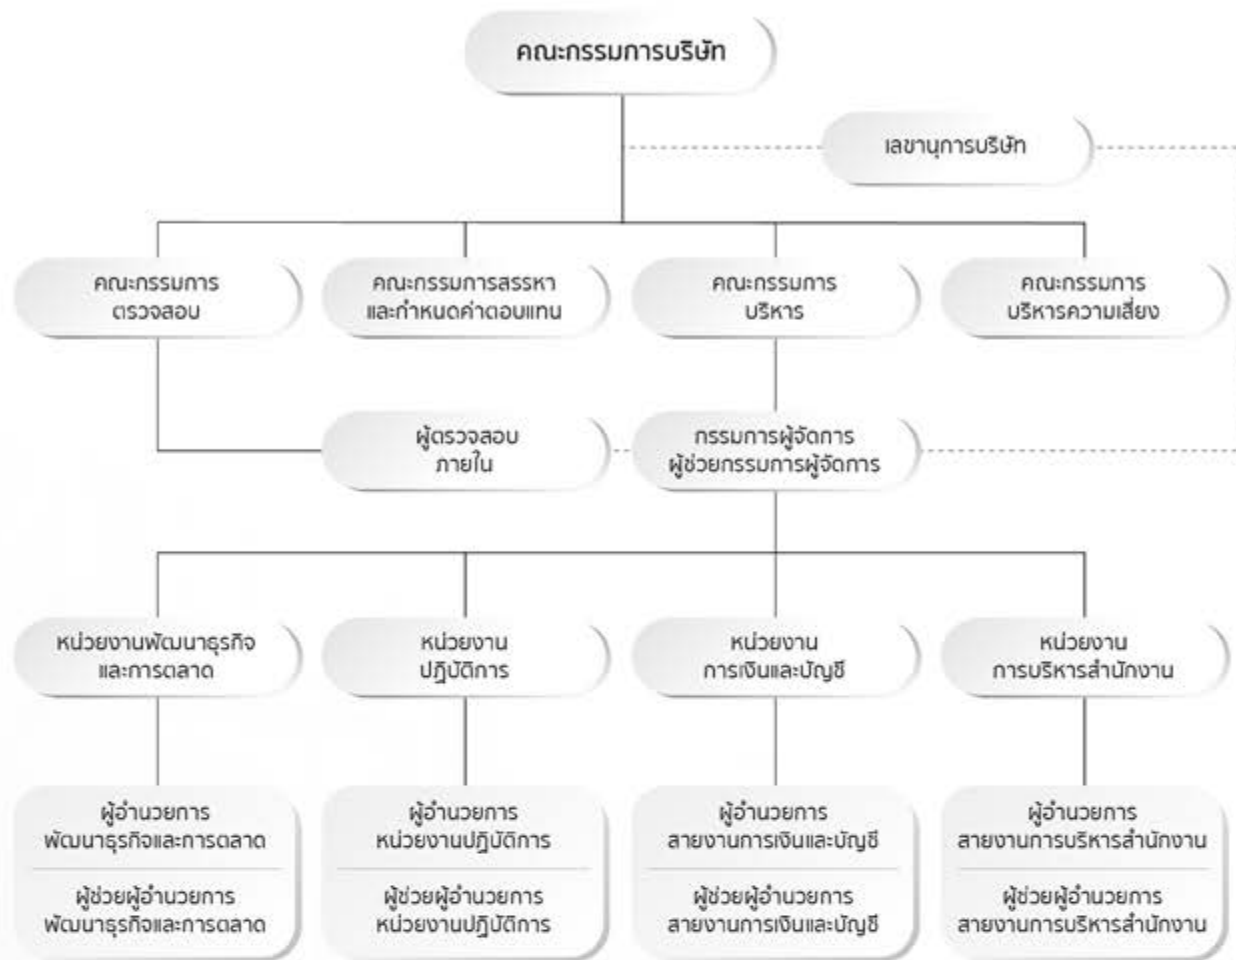 คณะกรรมการบริษัท
เลขานุการบริษัท
คณะกรรมการ
ตรวจสอบ
คณะกรรมการสรรหา
และกำหนดค่าตอบแทน
คณะกรรมการ
บริหาร
คณะกรรมการ
บริหารความเสี่ยง
ผู้ตรวจสอบ
ภายใน
กรรมการผู้จัดการ
ผู้ช่วยกรรมการผู้จัดการ
หน่วยงานพัฒนาธุรกิจ
และการตลาด
หน่วยงาน
ปฏิบัติการ
หน่วยงาน
การเงินและบัญชี
หน่วยงาน
การบริหารสำนักงาน
ผู้อำนวยการ
พัฒนาธุรกิจและการตลาด
ผู้ช่วยผู้อำนวยการ
พัฒนาธุรกิจและการตลาด
ผู้อำนวยการ
หน่วยงานปฏิบัติการ
ผู้ช่วยผู้อำนวยการ
หน่วยงานปฏิบัติการ
ผู้อำนวยการ
สายงานการเงินและบัญชี
ผู้ช่วยผู้อำนวยการ
สายงานการเงินและบัญชี
ผู้อำนวยการ
สายงานการบริหารสำนักงาน
ผู้ช่วยผู้อำนวยการ
สายงานการบริหารสำนักงาน